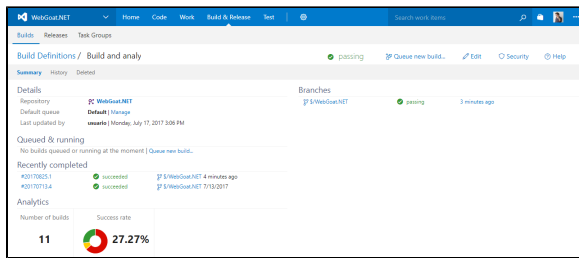 WebGoat.NET Home Code Work Build & Release Test Search work items
Builds Releases Task Groups
Build Definitions / Build and analy passing Queue new build... Edit Security Help
Summary History Deleted
Details
Repository WebGoat.NET
Default queue Default | Manage
Last updated by usuario | Monday, July 17, 2017 3:06 PM
Queued & running
No builds queued or running at the moment | Queue new build...
Recently completed
#20170825.1 succeeded $/WebGoat.NET 4 minutes ago
#20170713.4 succeeded $/WebGoat.NET 7/13/2017
Analytics
Number of builds Success rate
11 27.27%
Branches
$/WebGoat.NET passing 3 minutes ago